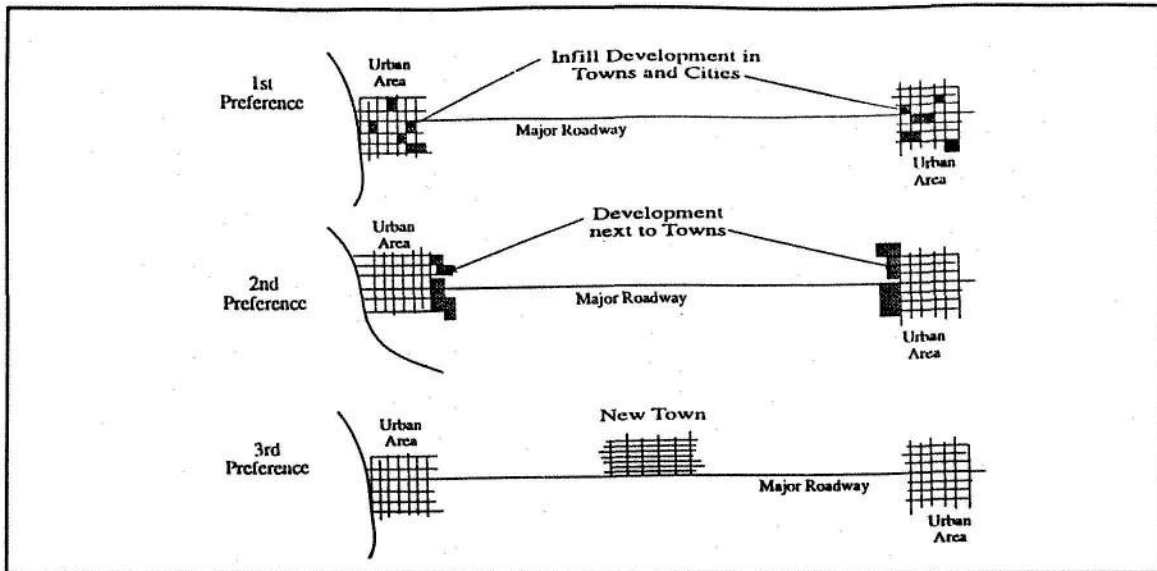 1st
Preference
Urban
Area
Infill Development in
Towns and Cities
Major Roadway
Urban
Area
2nd
Preference
Urban
Area
Development
next to Towns
Major Roadway
Urban
Area
3rd
Preference
Urban
Area
New Town
Major Roadway
Urban
Area